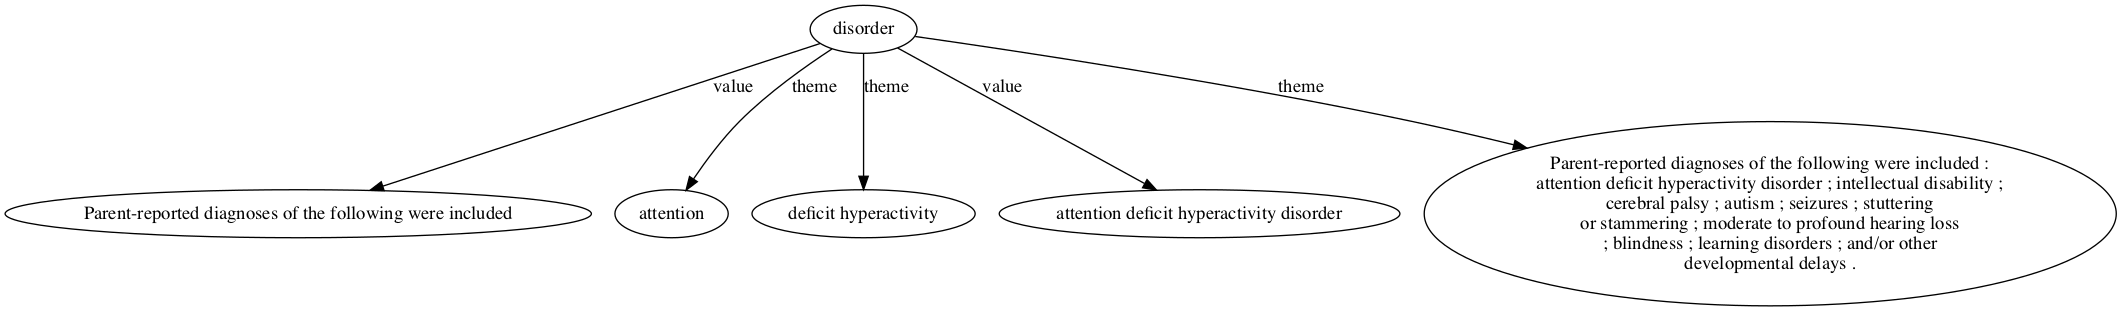 disorder
value
theme
theme
value
theme
Parent-reported diagnoses of the following were included
attention
deficit hyperactivity
attention deficit hyperactivity disorder
Parent-reported diagnoses of the following were included :
attention deficit hyperactivity disorder ; intellectual disability ;
cerebral palsy ; autism ; seizures ; stuttering
or stammering ; moderate to profound hearing loss
; blindness ; learning disorders ; and/or other
developmental delays .